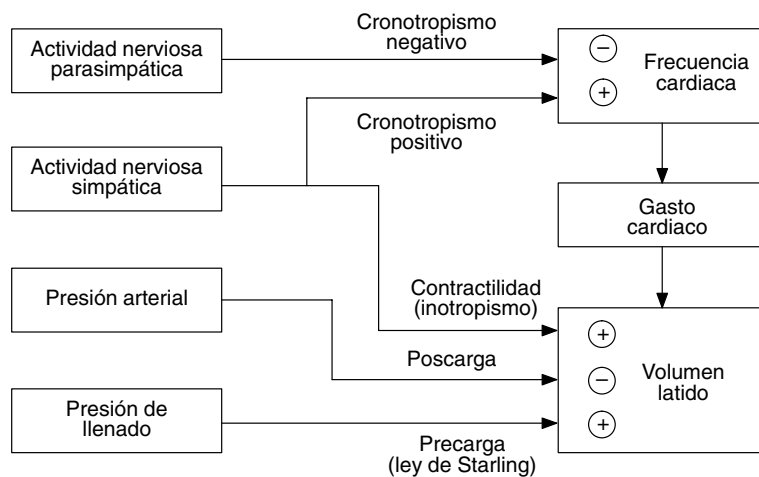 Cronotropismo
negativo
Actividad nerviosa
parasimpática
−
Frecuencia
cardiaca
+
Cronotropismo
positivo
Actividad nerviosa
simpática
Gasto
cardiaco
Presión arterial
Contractilidad
(inotropismo)
+
Poscarga
−
Volumen
latido
Presión de
llenado
+
Precarga
(ley de Starling)